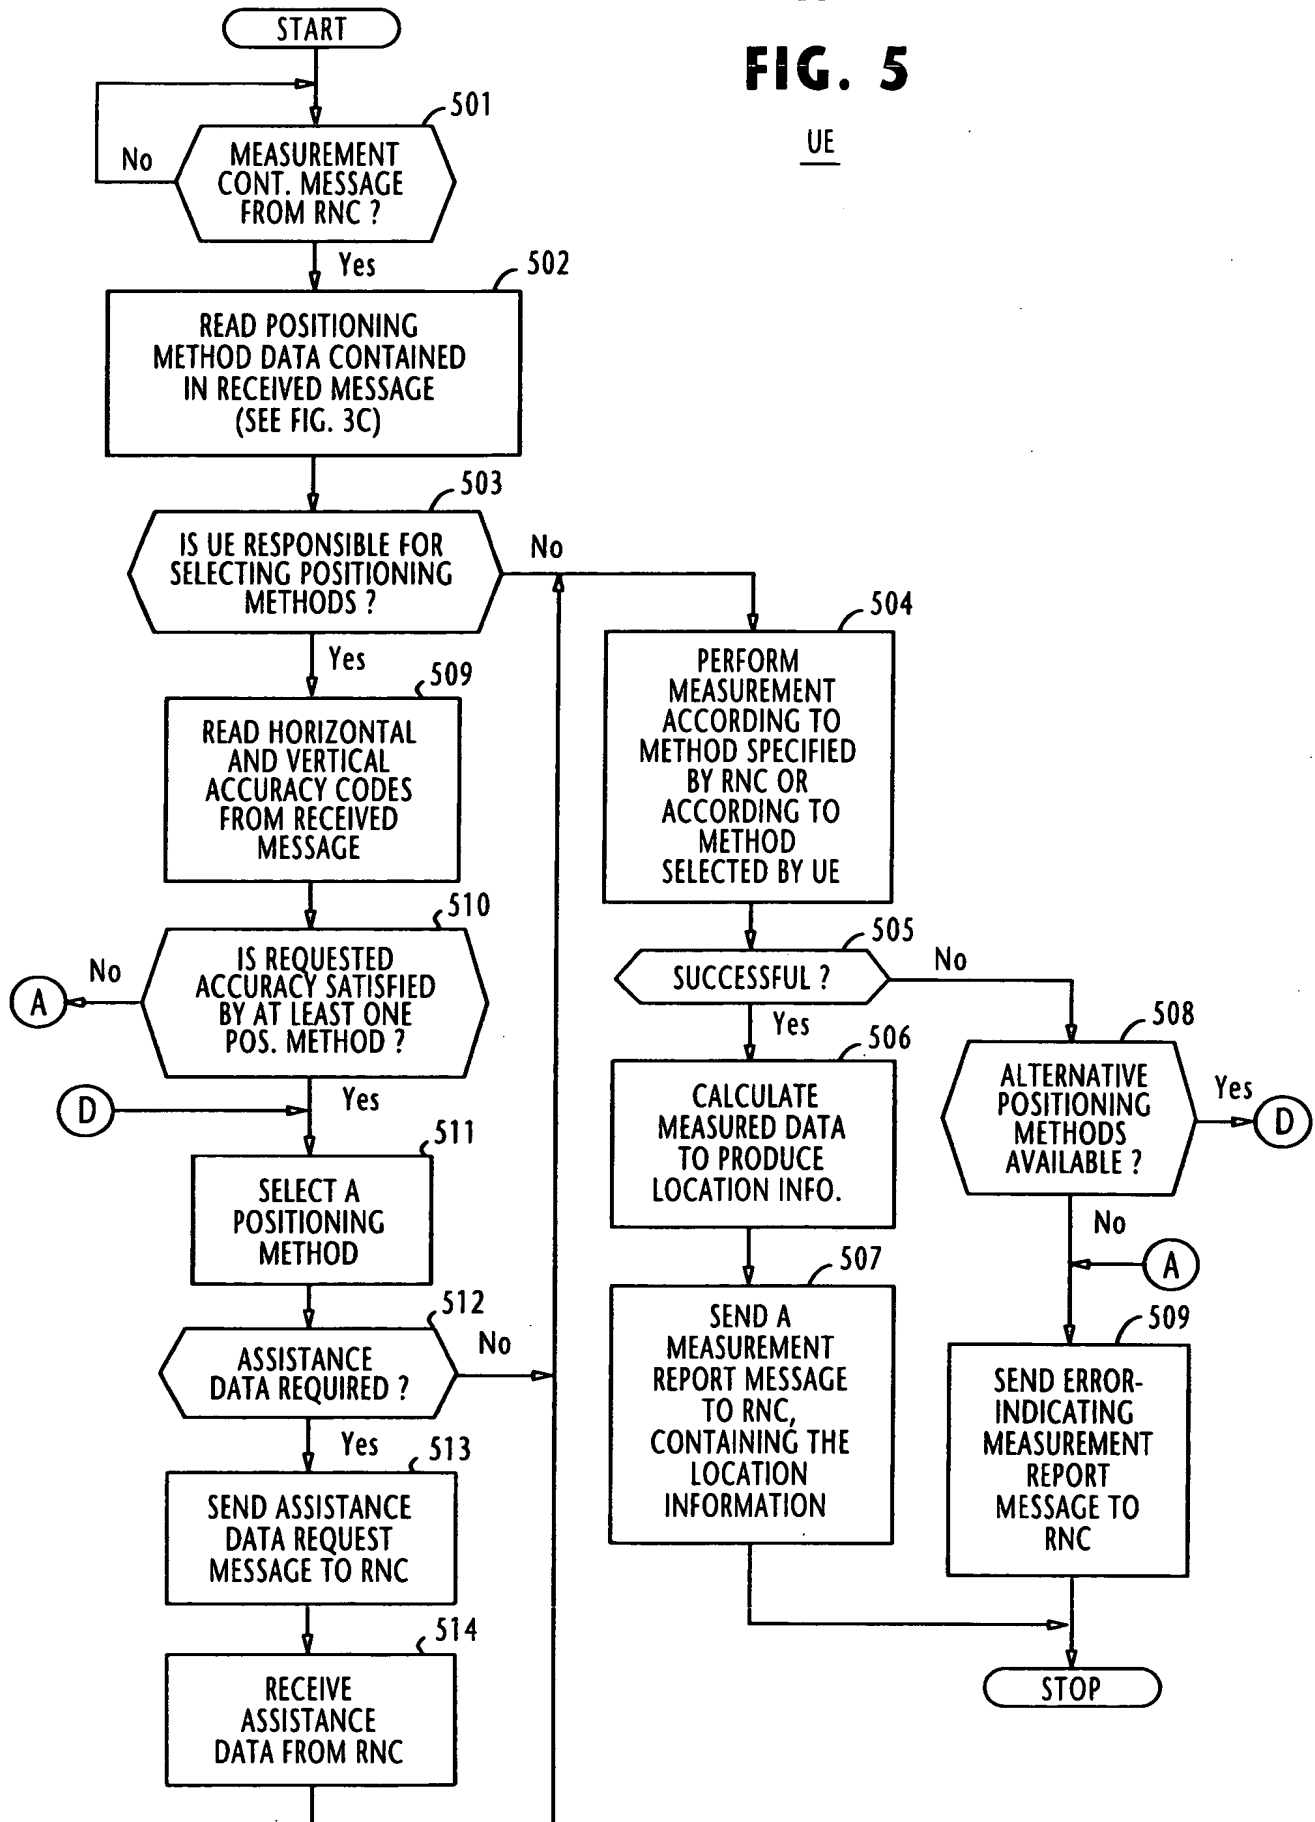 START
FIG. 5
UE
501
No
MEASUREMENT
CONT. MESSAGE
FROM RNC ?
Yes
502
READ POSITIONING
METHOD DATA CONTAINED
IN RECEIVED MESSAGE
(SEE FIG. 3C)
503
IS UE RESPONSIBLE FOR
SELECTING POSITIONING
METHODS ?
No
Yes
509
READ HORIZONTAL
AND VERTICAL
ACCURACY CODES
FROM RECEIVED
MESSAGE
510
IS REQUESTED
ACCURACY SATISFIED
BY AT LEAST ONE
POS. METHOD ?
No
A
Yes
D
511
SELECT A
POSITIONING
METHOD
512
ASSISTANCE
DATA REQUIRED ?
No
Yes
513
SEND ASSISTANCE
DATA REQUEST
MESSAGE TO RNC
514
RECEIVE
ASSISTANCE
DATA FROM RNC
504
PERFORM
MEASUREMENT
ACCORDING TO
METHOD SPECIFIED
BY RNC OR
ACCORDING TO
METHOD
SELECTED BY UE
505
SUCCESSFUL ?
No
Yes
506
CALCULATE
MEASURED DATA
TO PRODUCE
LOCATION INFO.
507
SEND A
MEASUREMENT
REPORT MESSAGE
TO RNC,
CONTAINING THE
LOCATION
INFORMATION
508
ALTERNATIVE
POSITIONING
METHODS
AVAILABLE ?
Yes
D
No
A
509
SEND ERROR-
INDICATING
MEASUREMENT
REPORT
MESSAGE TO
RNC
STOP